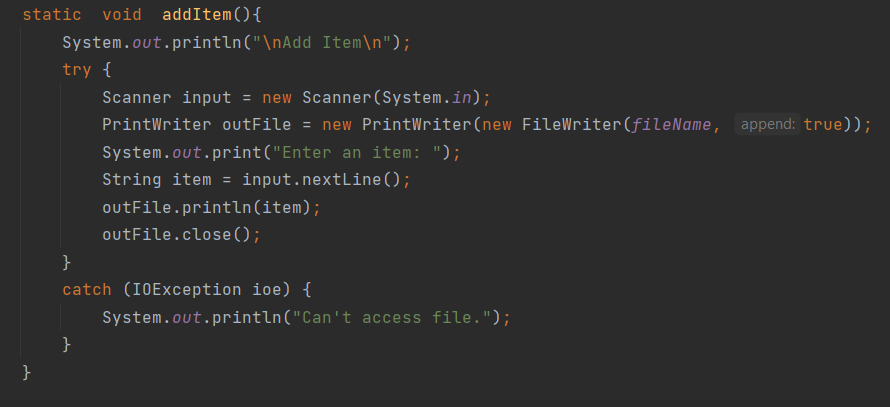 static  void  addItem(){
    System.out.println("\nAdd Item\n");
    try {
        Scanner input = new Scanner(System.in);
        PrintWriter outFile = new PrintWriter(new FileWriter(fileName, append: true));
        System.out.print("Enter an item: ");
        String item = input.nextLine();
        outFile.println(item);
        outFile.close();
    }
    catch (IOException ioe) {
        System.out.println("Can't access file.");
    }
}